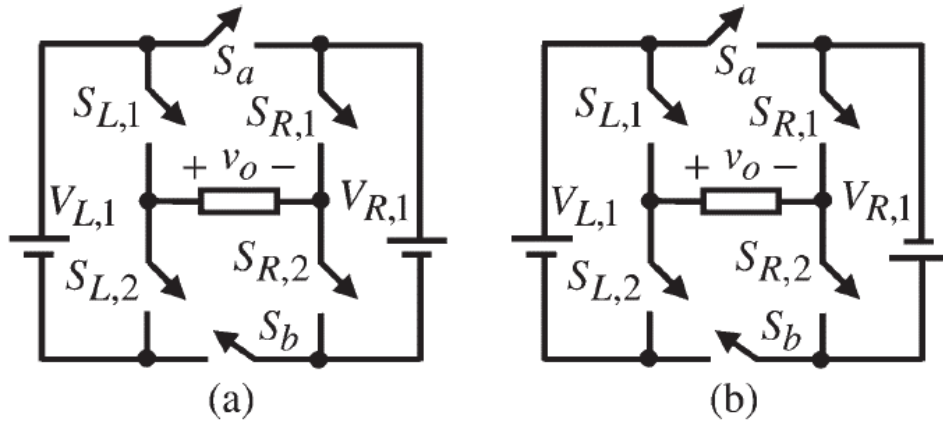 S_a S_a
S_{L,1} S_{R,1} S_{L,1} S_{R,1}
+ v_o − + v_o −
V_{L,1} V_{R,1} V_{L,1} V_{R,1}
S_{L,2} S_{R,2} S_{L,2} S_{R,2}
S_b S_b
(a) (b)